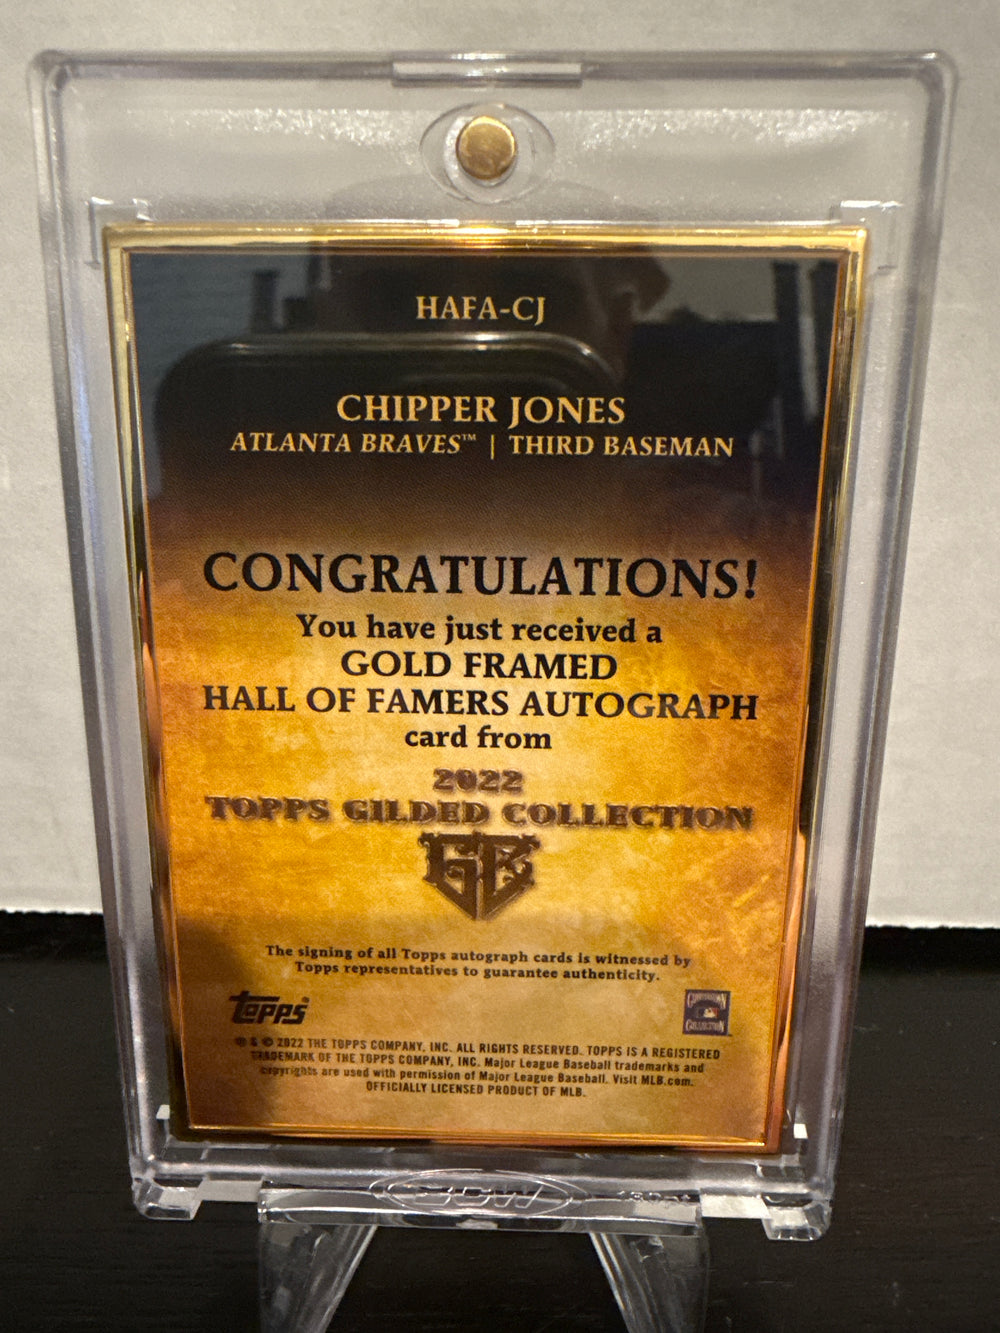 HAFA-CJ
CHIPPER JONES
ATLANTA BRAVES™ | THIRD BASEMAN
CONGRATULATIONS!
You have just received a
GOLD FRAMED
HALL OF FAMERS AUTOGRAPH
card from
2022
TOPPS GILDED COLLECTION
The signing of all Topps autograph cards is witnessed by
Topps representatives to guarantee authenticity.
Topps®
COOPERSTOWN
COLLECTION
® & © 2022 THE TOPPS COMPANY, INC. ALL RIGHTS RESERVED. TOPPS IS A REGISTERED
TRADEMARK OF THE TOPPS COMPANY, INC. Major League Baseball trademarks and
copyrights are used with permission of Major League Baseball. Visit MLB.com.
OFFICIALLY LICENSED PRODUCT OF MLB.
BCW